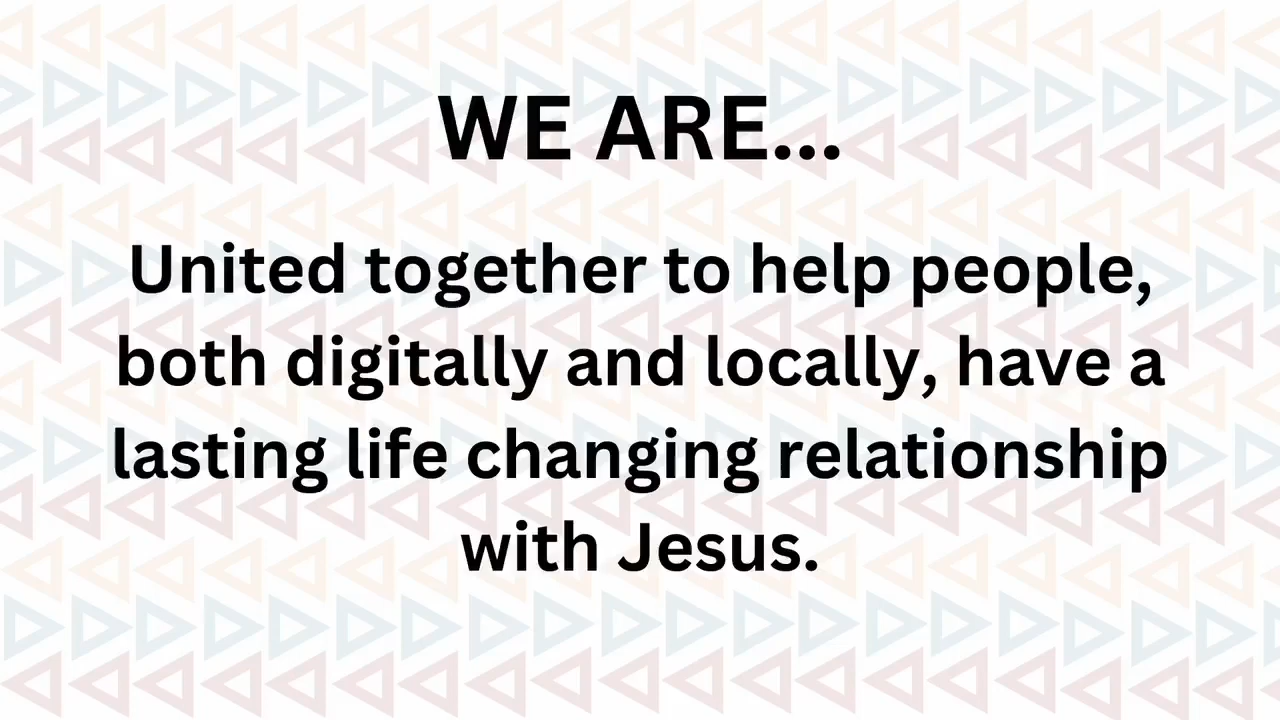 WE ARE...
United together to help people,
both digitally and locally, have a
lasting life changing relationship
with Jesus.